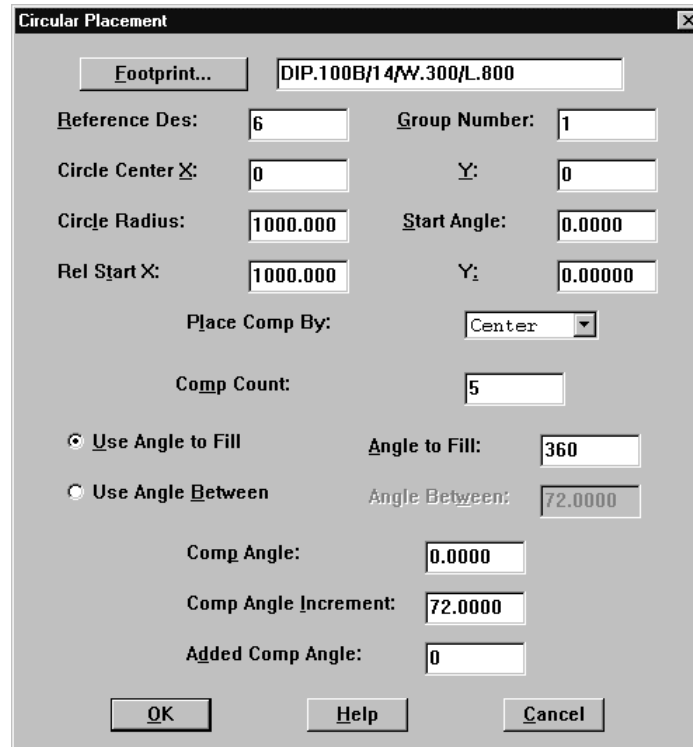 Circular Placement
Footprint... DIP.100B/14/W.300/L.800
Reference Des: 6 Group Number: 1
Circle Center X: 0 Y: 0
Circle Radius: 1000.000 Start Angle: 0.0000
Rel Start X: 1000.000 Y: 0.00000
Place Comp By: Center
Comp Count: 5
Use Angle to Fill Angle to Fill: 360
Use Angle Between Angle Between: 72.0000
Comp Angle: 0.0000
Comp Angle Increment: 72.0000
Added Comp Angle: 0
OK Help Cancel